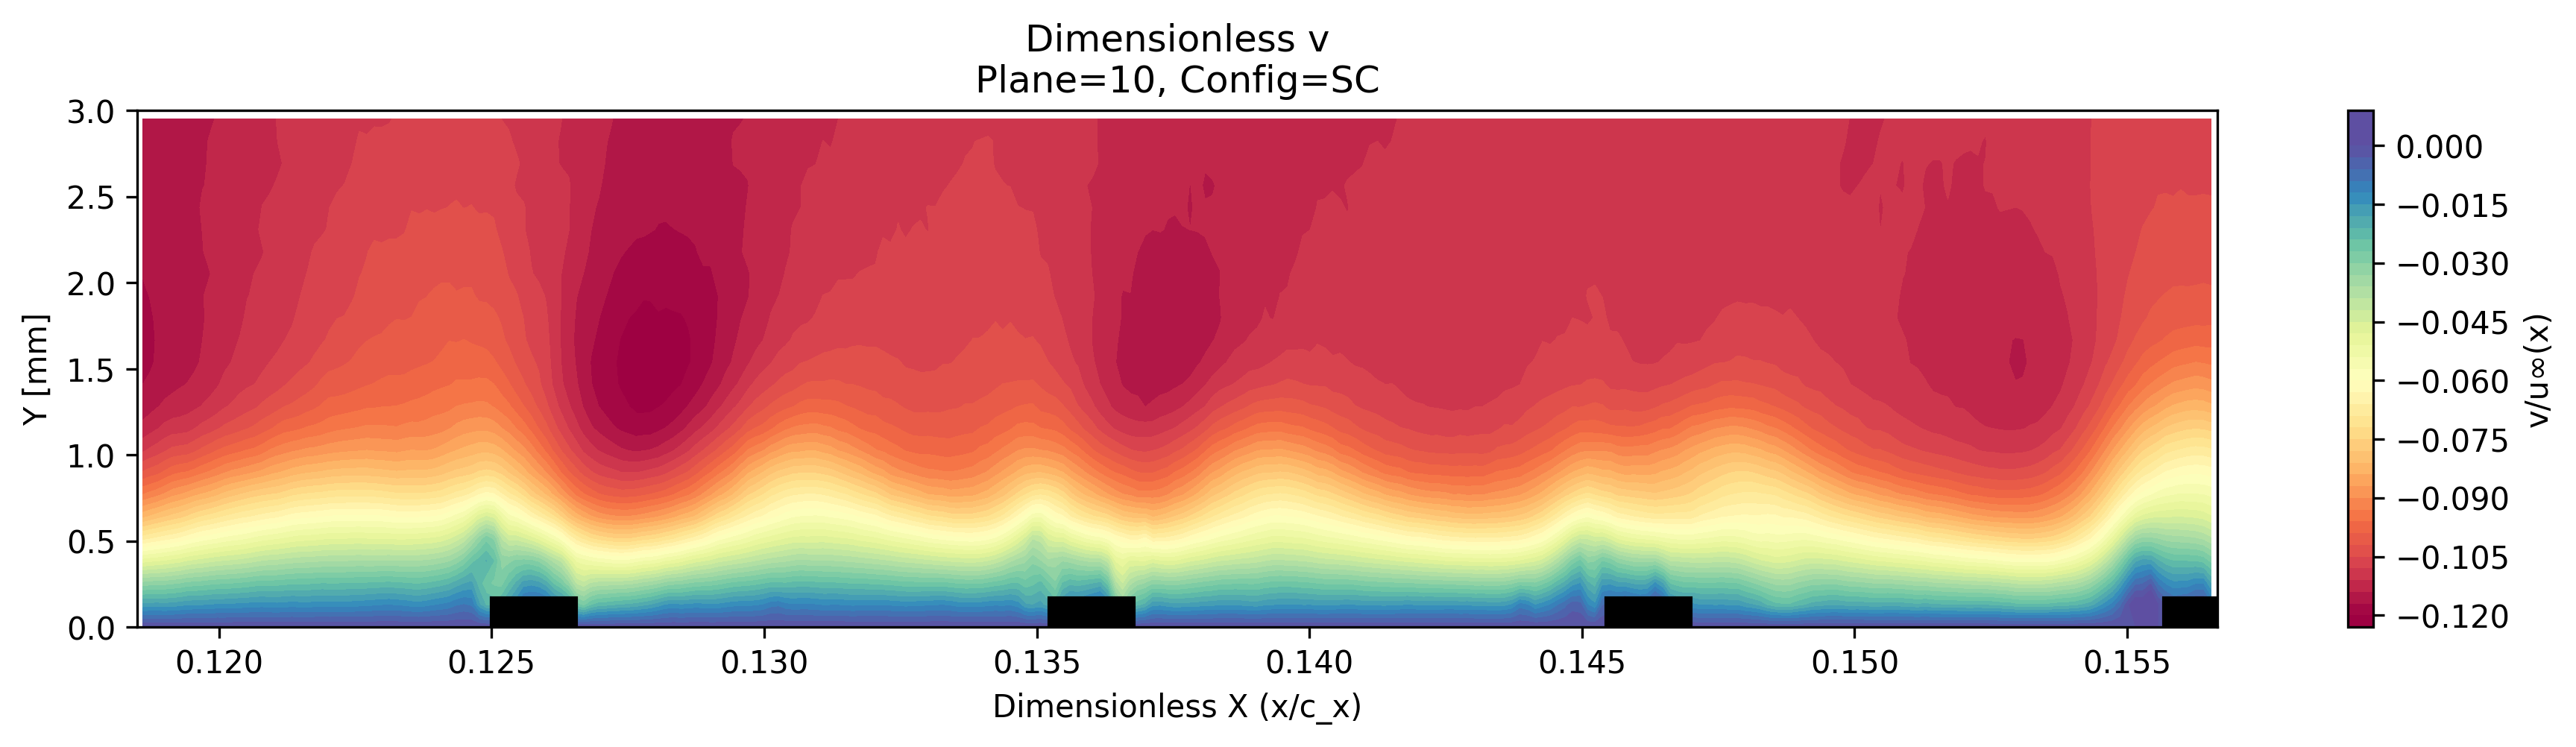 Dimensionless v
Plane=10, Config=SC
3.0
2.5
2.0
1.5
1.0
0.5
0.0
Y [mm]
0.120 0.125 0.130 0.135 0.140 0.145 0.150 0.155
Dimensionless X (x/c_x)
0.000
−0.015
−0.030
−0.045
−0.060
−0.075
−0.090
−0.105
−0.120
v/u∞(x)